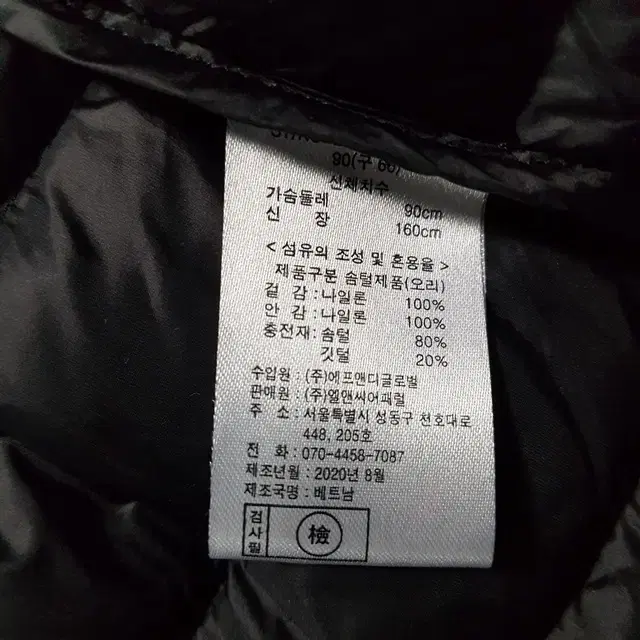 90(구 60)
신체치수
가슴둘레 90cm
신 장 160cm
< 섬유의 조성 및 혼용율 >
제품구분 솜털제품(오리)
겉 감 : 나일론 100%
안 감 : 나일론 100%
충전재: 솜털 80%
깃털 20%
수입원 : (주)에프앤디글로벌
판매원 : (주)엘앤씨어패럴
주 소 : 서울특별시 성동구 천호대로
448, 205호
전 화 : 070-4458-7087
제조년월 : 2020년 8월
제조국명 : 베트남
검사필 檢